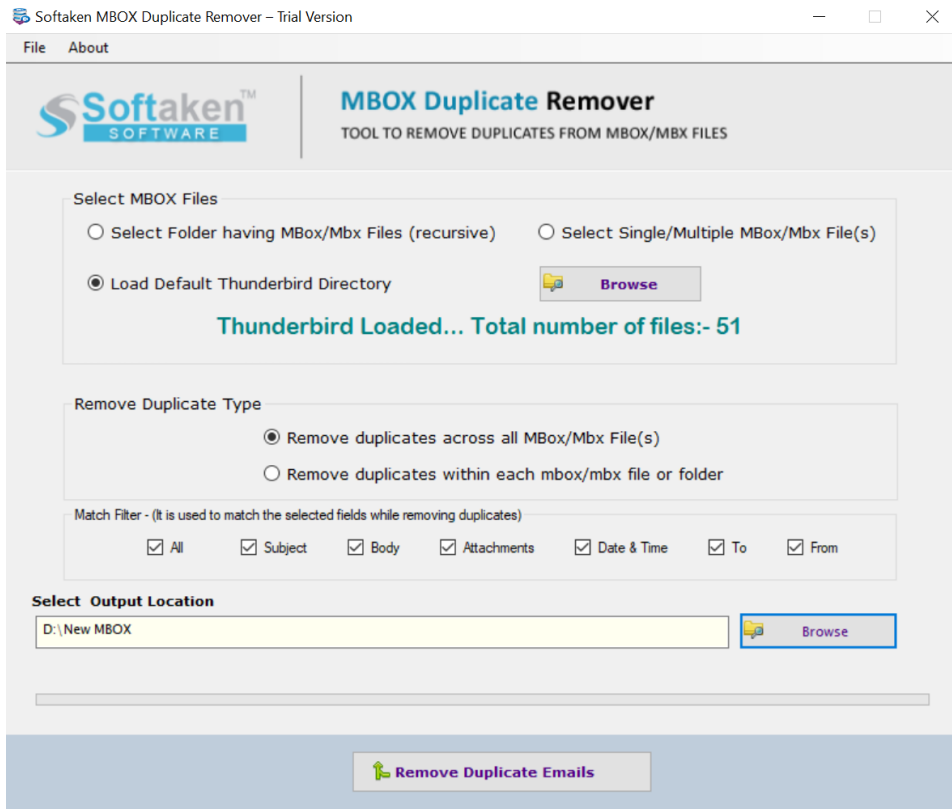 Softaken MBOX Duplicate Remover – Trial Version
File About
Softaken™
SOFTWARE
MBOX Duplicate Remover
TOOL TO REMOVE DUPLICATES FROM MBOX/MBX FILES
Select MBOX Files
Select Folder having MBox/Mbx Files (recursive) Select Single/Multiple MBox/Mbx File(s)
Load Default Thunderbird Directory Browse
Thunderbird Loaded... Total number of files:- 51
Remove Duplicate Type
Remove duplicates across all MBox/Mbx File(s)
Remove duplicates within each mbox/mbx file or folder
Match Filter - (It is used to match the selected fields while removing duplicates)
All Subject Body Attachments Date & Time To From
Select Output Location
D:\New MBOX Browse
Remove Duplicate Emails